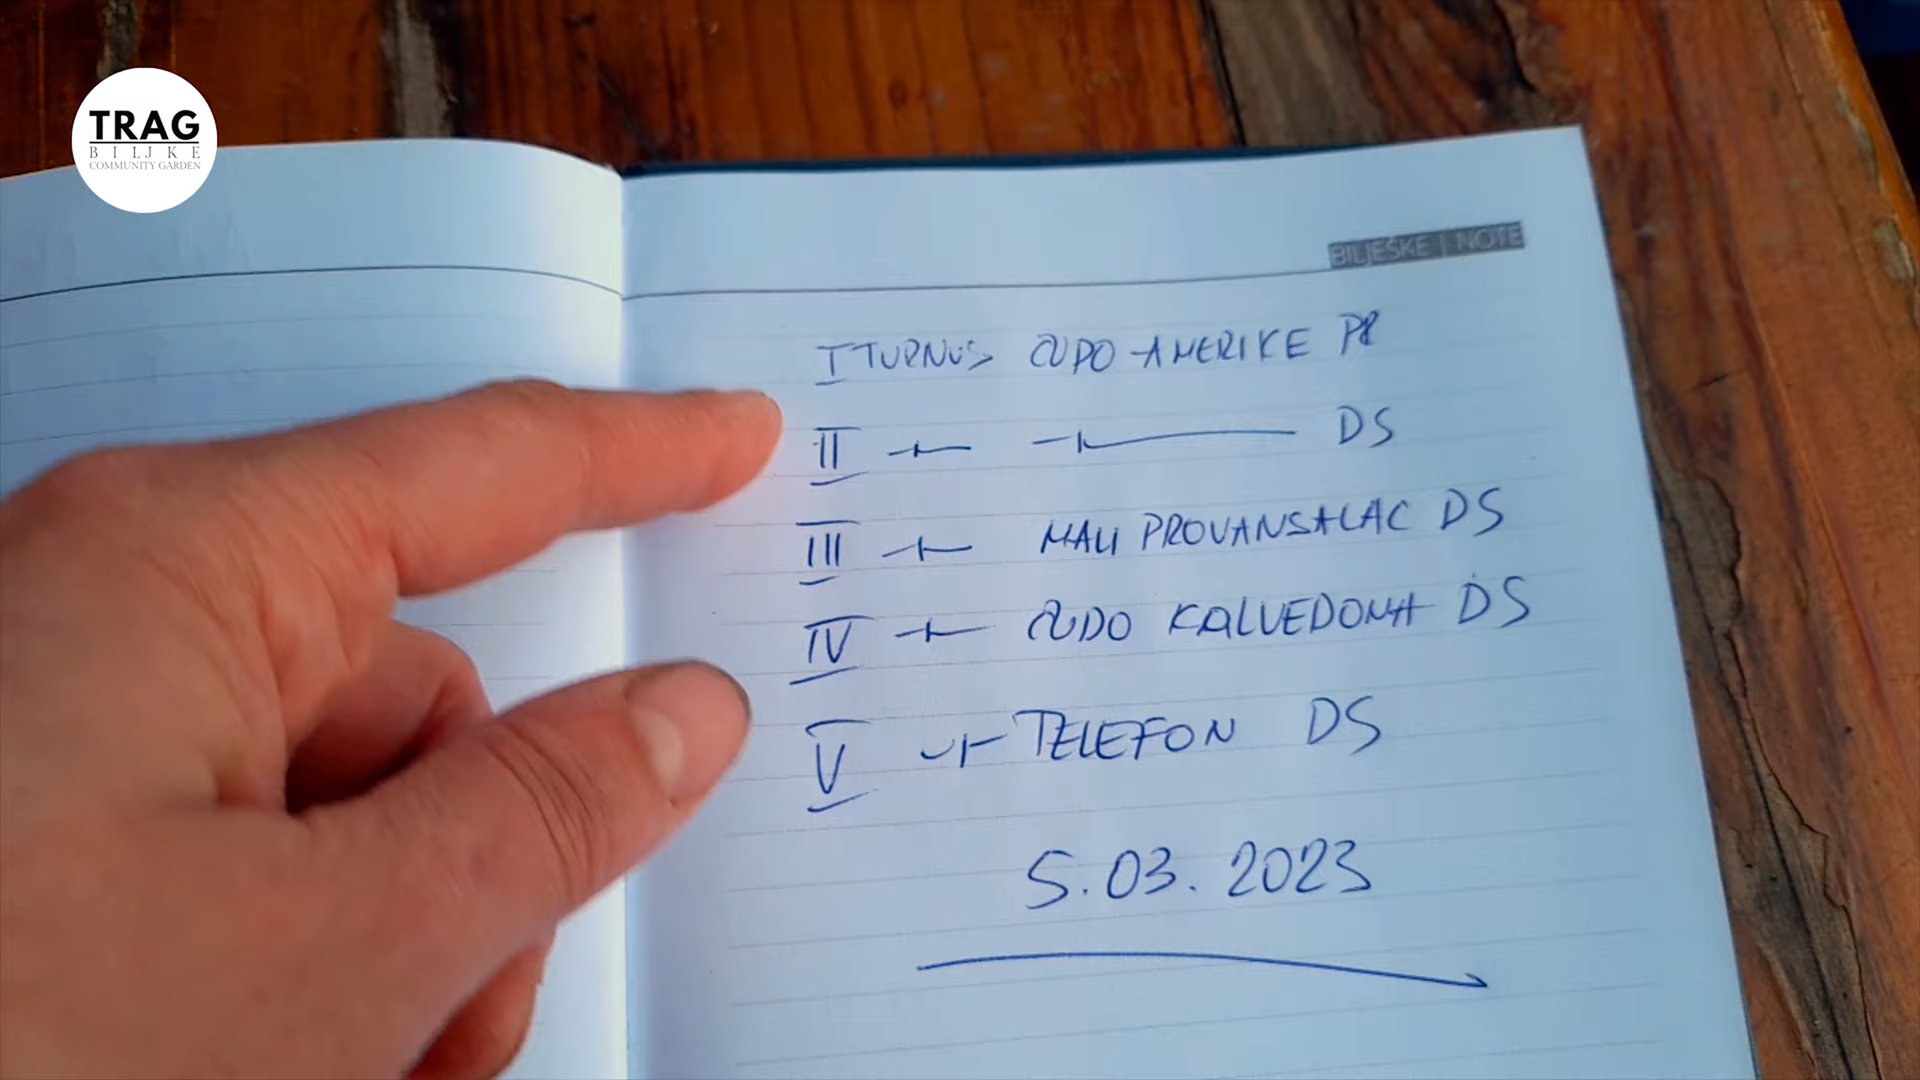 TRAG
BILJKE
COMMUNITY GARDEN
BILJEŠKE | NOTE
I TURNUS ČUDO AMERIKE PR
II —〃— —〃— DS
III —〃— MALI PROVANSALAC DS
IV —〃— ČUDO KALVEDONA DS
V —〃— TELEFON DS
5.03.2023